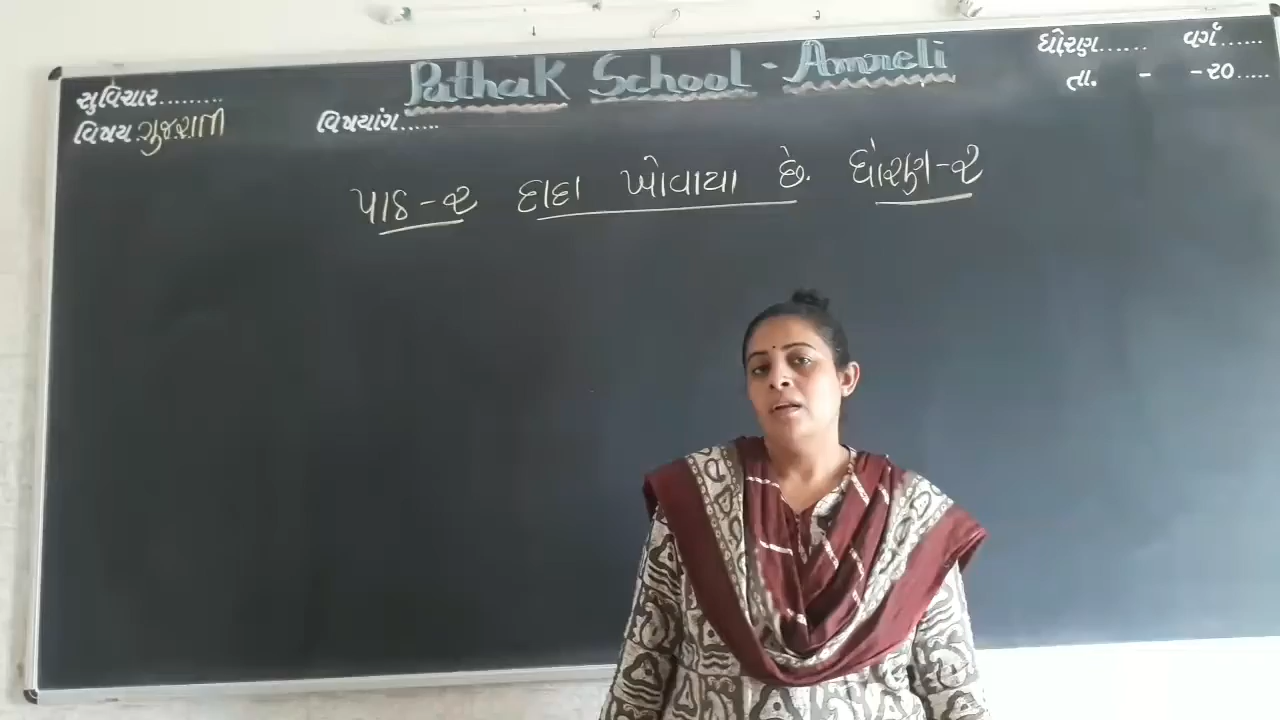 Pathak School - Amreli
સુવિચાર.........
વિષય ગુજરાતી
વિષયાંગ......
ધોરણ...... વર્ગ......
તા. - -૨૦.....
પાઠ-૨ દાદા ખોવાયા છે. ધોરણ-૨